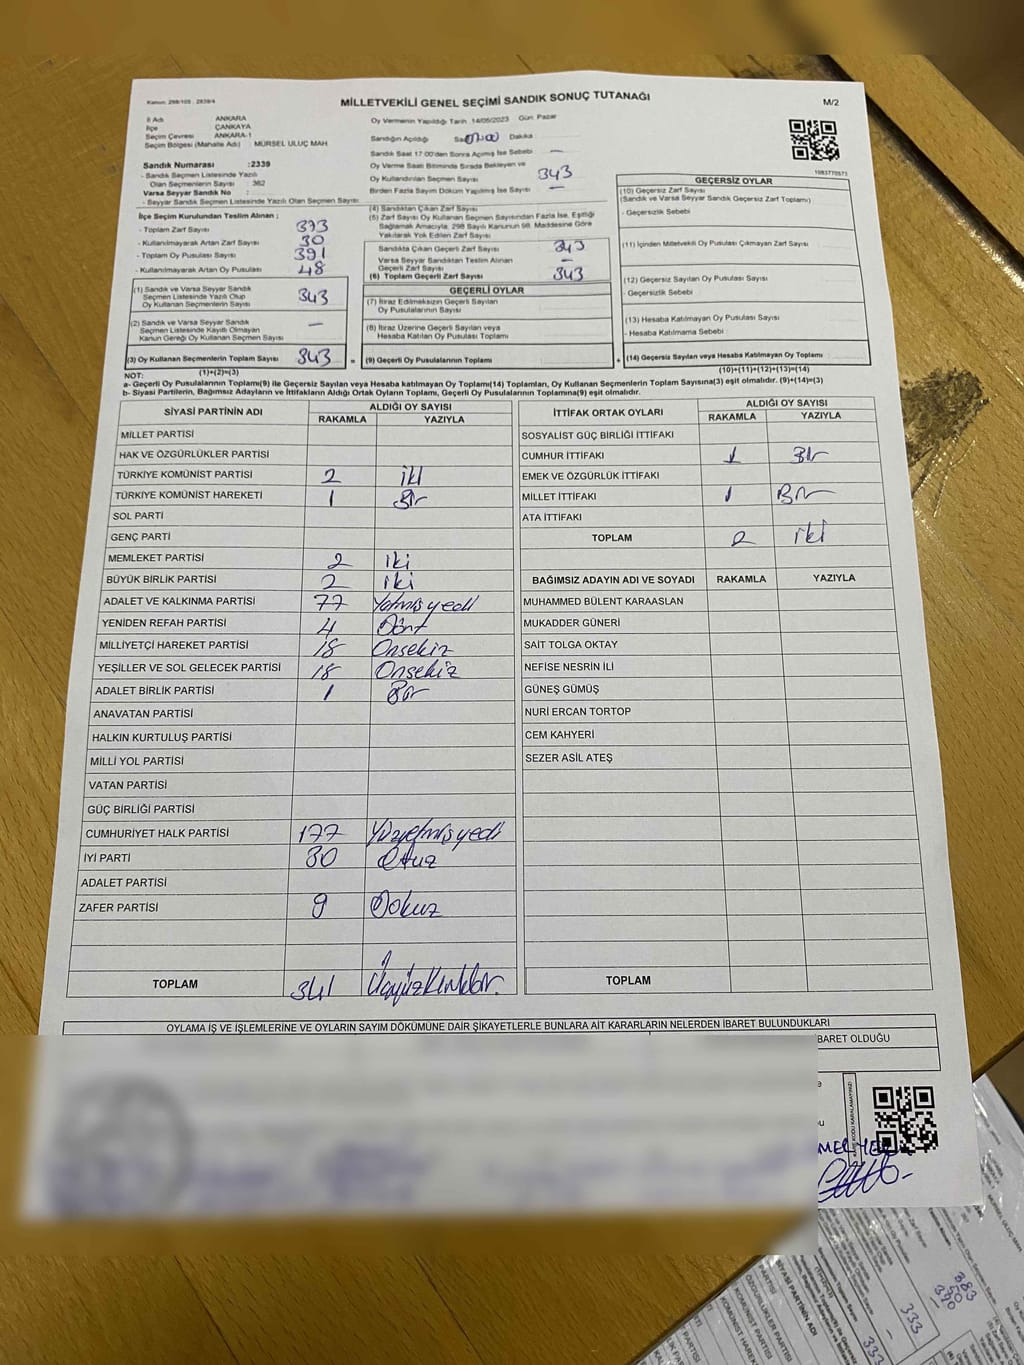 Kanun: 298/105 , 2839/4
MİLLETVEKİLİ GENEL SEÇİMİ SANDIK SONUÇ TUTANAĞI
M/2
İl Adı : ANKARA
İlçe : ÇANKAYA
Seçim Çevresi : ANKARA-1
Seçim Bölgesi (Mahalle Adı) : MÜRSEL ULUÇ MAH
Sandık Numarası :2339
- Sandık Seçmen Listesinde Yazılı
Olan Seçmenlerin Sayısı : 362
Varsa Seyyar Sandık No :
- Seyyar Sandık Seçmen Listesinde Yazılı Olan Seçmen Sayısı:
İlçe Seçim Kurulundan Teslim Alınan ;
- Toplam Zarf Sayısı 373
- Kullanılmayarak Artan Zarf Sayısı 30
- Toplam Oy Pusulası Sayısı 391
- Kullanılmayarak Artan Oy Pusulası 48
(1) Sandık ve Varsa Seyyar Sandık
Seçmen Listesinde Yazılı Olup
Oy Kullanan Seçmenlerin Sayısı 343
(2) Sandık ve Varsa Seyyar Sandık
Seçmen Listesinde Kayıtlı Olmayan
Kanun Gereği Oy Kullanan Seçmen Sayısı —
(3) Oy Kullanan Seçmenlerin Toplam Sayısı 343 =
(1)+(2)=(3)
Oy Vermenin Yapıldığı Tarih 14/05/2023 Gün: Pazar
Sandığın Açıldığı Saat Dakika
Sandık Saat 17:00'den Sonra Açılmış İse Sebebi —
Oy Verme Saati Bitiminde Sırada Bekleyen ve
Oy Kullandırılan Seçmen Sayısı 343
Birden Fazla Sayım Döküm Yapılmış İse Sayısı —
(4) Sandıktan Çıkan Zarf Sayısı
(5) Zarf Sayısı Oy Kullanan Seçmen Sayısından Fazla İse, Eşitliği
Sağlamak Amacıyla; 298 Sayılı Kanunun 98. Maddesine Göre
Yakılarak Yok Edilen Zarf Sayısı
Sandıkta Çıkan Geçerli Zarf Sayısı 343
Varsa Seyyar Sandıktan Teslim Alınan
Geçerli Zarf Sayısı —
(6) Toplam Geçerli Zarf Sayısı 343
GEÇERLİ OYLAR
(7) İtiraz Edilmeksizin Geçerli Sayılan
Oy Pusulalarının Sayısı
(8) İtiraz Üzerine Geçerli Sayılan veya
Hesaba Katılan Oy Pusulalarının Toplamı
(9) Geçerli Oy Pusulalarının Toplamı +
1083770573
GEÇERSİZ OYLAR
(10) Geçersiz Zarf Sayısı
(Sandık ve Varsa Seyyar Sandık Geçersiz Zarf Toplamı)
- Geçersizlik Sebebi
(11) İçinden Milletvekili Oy Pusulası Çıkmayan Zarf Sayısı
(12) Geçersiz Sayılan Oy Pusulası Sayısı
- Geçersizlik Sebebi
(13) Hesaba Katılmayan Oy Pusulası Sayısı
- Hesaba Katılmama Sebebi
(14) Geçersiz Sayılan veya Hesaba Katılmayan Oy Toplamı
(10)+(11)+(12)+(13)=(14)
NOT:
a- Geçerli Oy Pusulalarının Toplamı(9) ile Geçersiz Sayılan veya Hesaba katılmayan Oy Toplamı(14) Toplamları, Oy Kullanan Seçmenlerin Toplam Sayısına(3) eşit olmalıdır. (9)+(14)=(3)
b- Siyasi Partilerin, Bağımsız Adayların ve İttifakların Aldığı Ortak Oyların Toplamı, Geçerli Oy Pusulalarının Toplamına(9) eşit olmalıdır.
SİYASİ PARTİNİN ADI ALDIĞI OY SAYISI
RAKAMLA YAZIYLA
MİLLET PARTİSİ
HAK VE ÖZGÜRLÜKLER PARTİSİ
TÜRKİYE KOMÜNİST PARTİSİ 2 iki
TÜRKİYE KOMÜNİST HAREKETİ 1 Bir
SOL PARTİ
GENÇ PARTİ
MEMLEKET PARTİSİ 2 iki
BÜYÜK BİRLİK PARTİSİ 2 iki
ADALET VE KALKINMA PARTİSİ 77 Yetmiş yedi
YENİDEN REFAH PARTİSİ 4 Dört
MİLLİYETÇİ HAREKET PARTİSİ 18 Onsekiz
YEŞİLLER VE SOL GELECEK PARTİSİ 18 Onsekiz
ADALET BİRLİK PARTİSİ 1 Bir
ANAVATAN PARTİSİ
HALKIN KURTULUŞ PARTİSİ
MİLLİ YOL PARTİSİ
VATAN PARTİSİ
GÜÇ BİRLİĞİ PARTİSİ
CUMHURİYET HALK PARTİSİ 177 Yüzyetmişyedi
İYİ PARTİ 30 Otuz
ADALET PARTİSİ
ZAFER PARTİSİ 9 Dokuz
TOPLAM 341 Üçyüzkırkbir
İTTİFAK ORTAK OYLARI ALDIĞI OY SAYISI
RAKAMLA YAZIYLA
SOSYALİST GÜÇ BİRLİĞİ İTTİFAKI
CUMHUR İTTİFAKI 1 Bir
EMEK VE ÖZGÜRLÜK İTTİFAKI
MİLLET İTTİFAKI 1 Bir
ATA İTTİFAKI
TOPLAM 2 iki
BAĞIMSIZ ADAYIN ADI VE SOYADI RAKAMLA YAZIYLA
MUHAMMED BÜLENT KARAASLAN
MUKADDER GÜNERİ
SAİT TOLGA OKTAY
NEFİSE NESRİN İLİ
GÜNEŞ GÜMÜŞ
NURİ ERCAN TORTOP
CEM KAHYERİ
SEZER ASİL ATEŞ
TOPLAM
OYLAMA İŞ VE İŞLEMLERİNE VE OYLARIN SAYIM DÖKÜMÜNE DAİR ŞİKAYETLERLE BUNLARA AİT KARARLARIN NELERDEN İBARET BULUNDUKLARI
BARET OLDUĞU
383
50
390
333